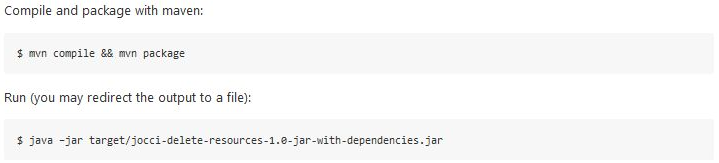 Compile and package with maven:
$ mvn compile && mvn package
Run (you may redirect the output to a file):
$ java -jar target/jocci-delete-resources-1.0-jar-with-dependencies.jar